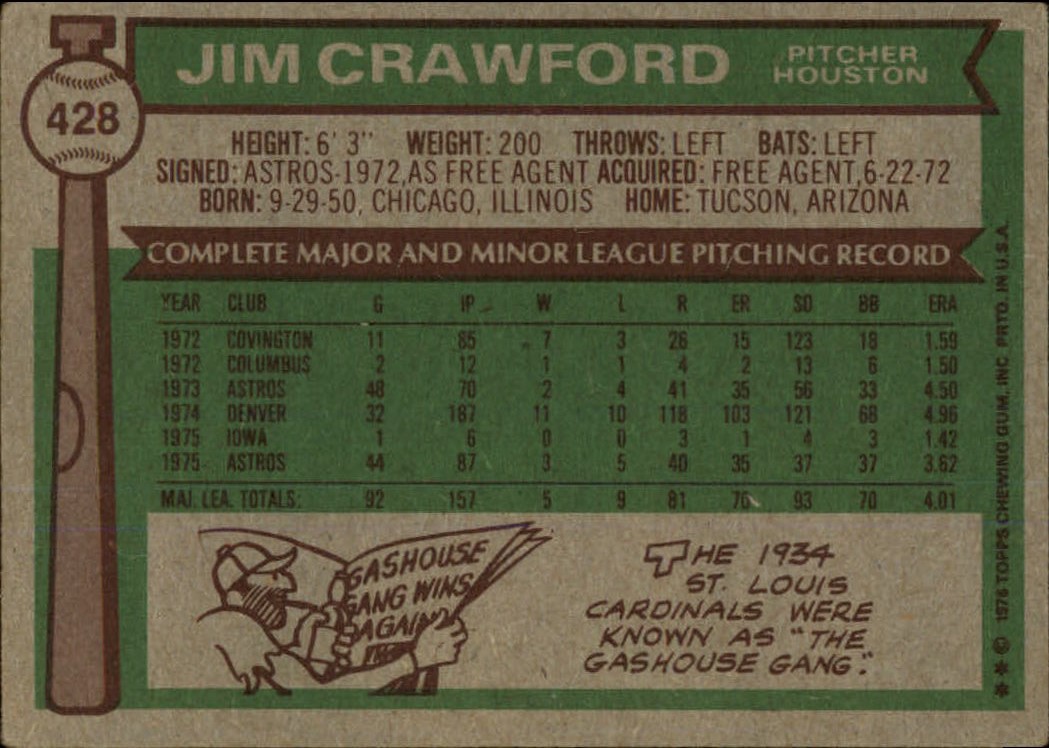 428
JIM CRAWFORD
PITCHER
HOUSTON
HEIGHT: 6' 3" WEIGHT: 200 THROWS: LEFT BATS: LEFT
SIGNED: ASTROS-1972, AS FREE AGENT ACQUIRED: FREE AGENT, 6-22-72
BORN: 9-29-50, CHICAGO, ILLINOIS HOME: TUCSON, ARIZONA
COMPLETE MAJOR AND MINOR LEAGUE PITCHING RECORD
YEAR CLUB G IP W L R ER SO BB ERA
1972 COVINGTON 11 85 7 3 26 15 123 18 1.59
1972 COLUMBUS 2 12 1 1 4 2 13 6 1.50
1973 ASTROS 48 70 2 4 41 35 56 33 4.50
1974 DENVER 32 187 11 10 118 103 121 68 4.96
1975 IOWA 1 6 0 0 3 1 4 3 1.42
1975 ASTROS 44 87 3 5 40 35 37 37 3.62
MAJ. LEA. TOTALS: 92 157 5 9 81 70 93 70 4.01
GASHOUSE
GANG WINS
AGAIN
THE 1934
ST. LOUIS
CARDINALS WERE
KNOWN AS "THE
GASHOUSE GANG."
**© 1976 TOPPS CHEWING GUM, INC. PRTD. IN U.S.A.